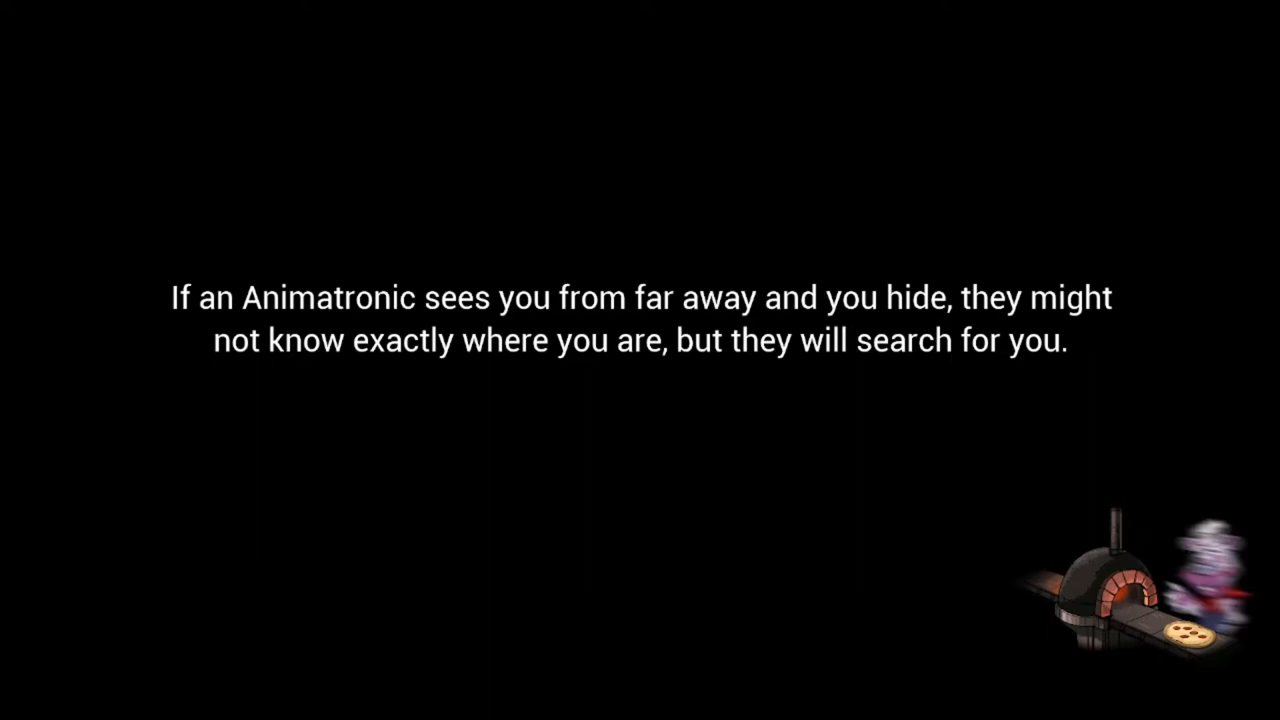 If an Animatronic sees you from far away and you hide, they might
not know exactly where you are, but they will search for you.